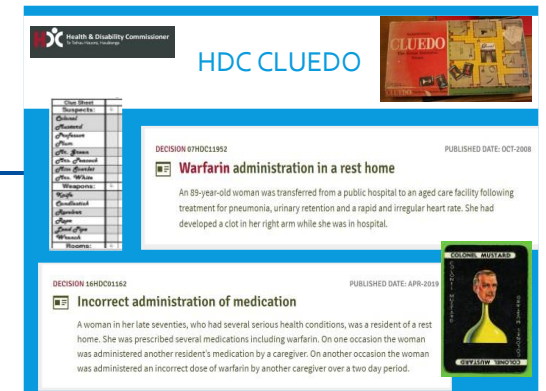 Health & Disability Commissioner
Te Toihau Hauora, Hauātanga
HDC CLUEDO
CLUEDO
Clue Sheet
Suspects:
Colonel
Mustard
Professor
Plum
Mr. Green
Mrs. Peacock
Miss Scarlet
Mrs. White
Weapons:
Knife
Candlestick
Revolver
Rope
Lead Pipe
Wrench
Rooms:
DECISION 07HDC11952
PUBLISHED DATE: OCT-2008
Warfarin administration in a rest home
An 89-year-old woman was transferred from a public hospital to an aged care facility following
treatment for pneumonia, urinary retention and a rapid and irregular heart rate. She had
developed a clot in her right arm while she was in hospital.
DECISION 16HDC01162
PUBLISHED DATE: APR-2019
Incorrect administration of medication
A woman in her late seventies, who had several serious health conditions, was a resident of a rest
home. She was prescribed several medications including warfarin. On one occasion the woman
was administered another resident's medication by a caregiver. On another occasion the woman
was administered an incorrect dose of warfarin by another caregiver over a two day period.
COLONEL MUSTARD
COLONEL MUSTARD
COLONEL MUSTARD
COLONEL MUSTARD